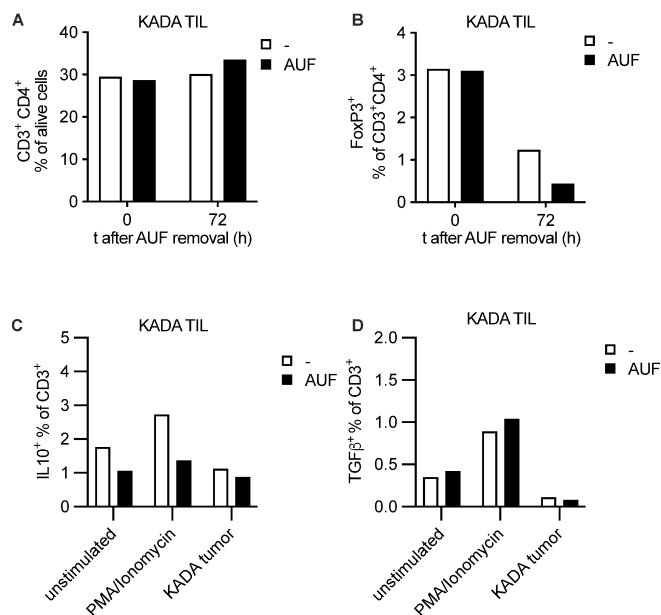 A
KADA TIL
CD3⁺ CD4⁺
% of alive cells
40
30
20
10
0
0
72
t after AUF removal (h)
-
AUF
B
KADA TIL
FoxP3⁺
% of CD3⁺CD4⁺
4
3
2
1
0
0
72
t after AUF removal (h)
-
AUF
C
KADA TIL
IL10⁺ % of CD3⁺
5
4
3
2
1
0
unstimulated
PMA/Ionomycin
KADA tumor
-
AUF
D
KADA TIL
TGFβ⁺ % of CD3⁺
2.0
1.5
1.0
0.5
0.0
unstimulated
PMA/Ionomycin
KADA tumor
-
AUF